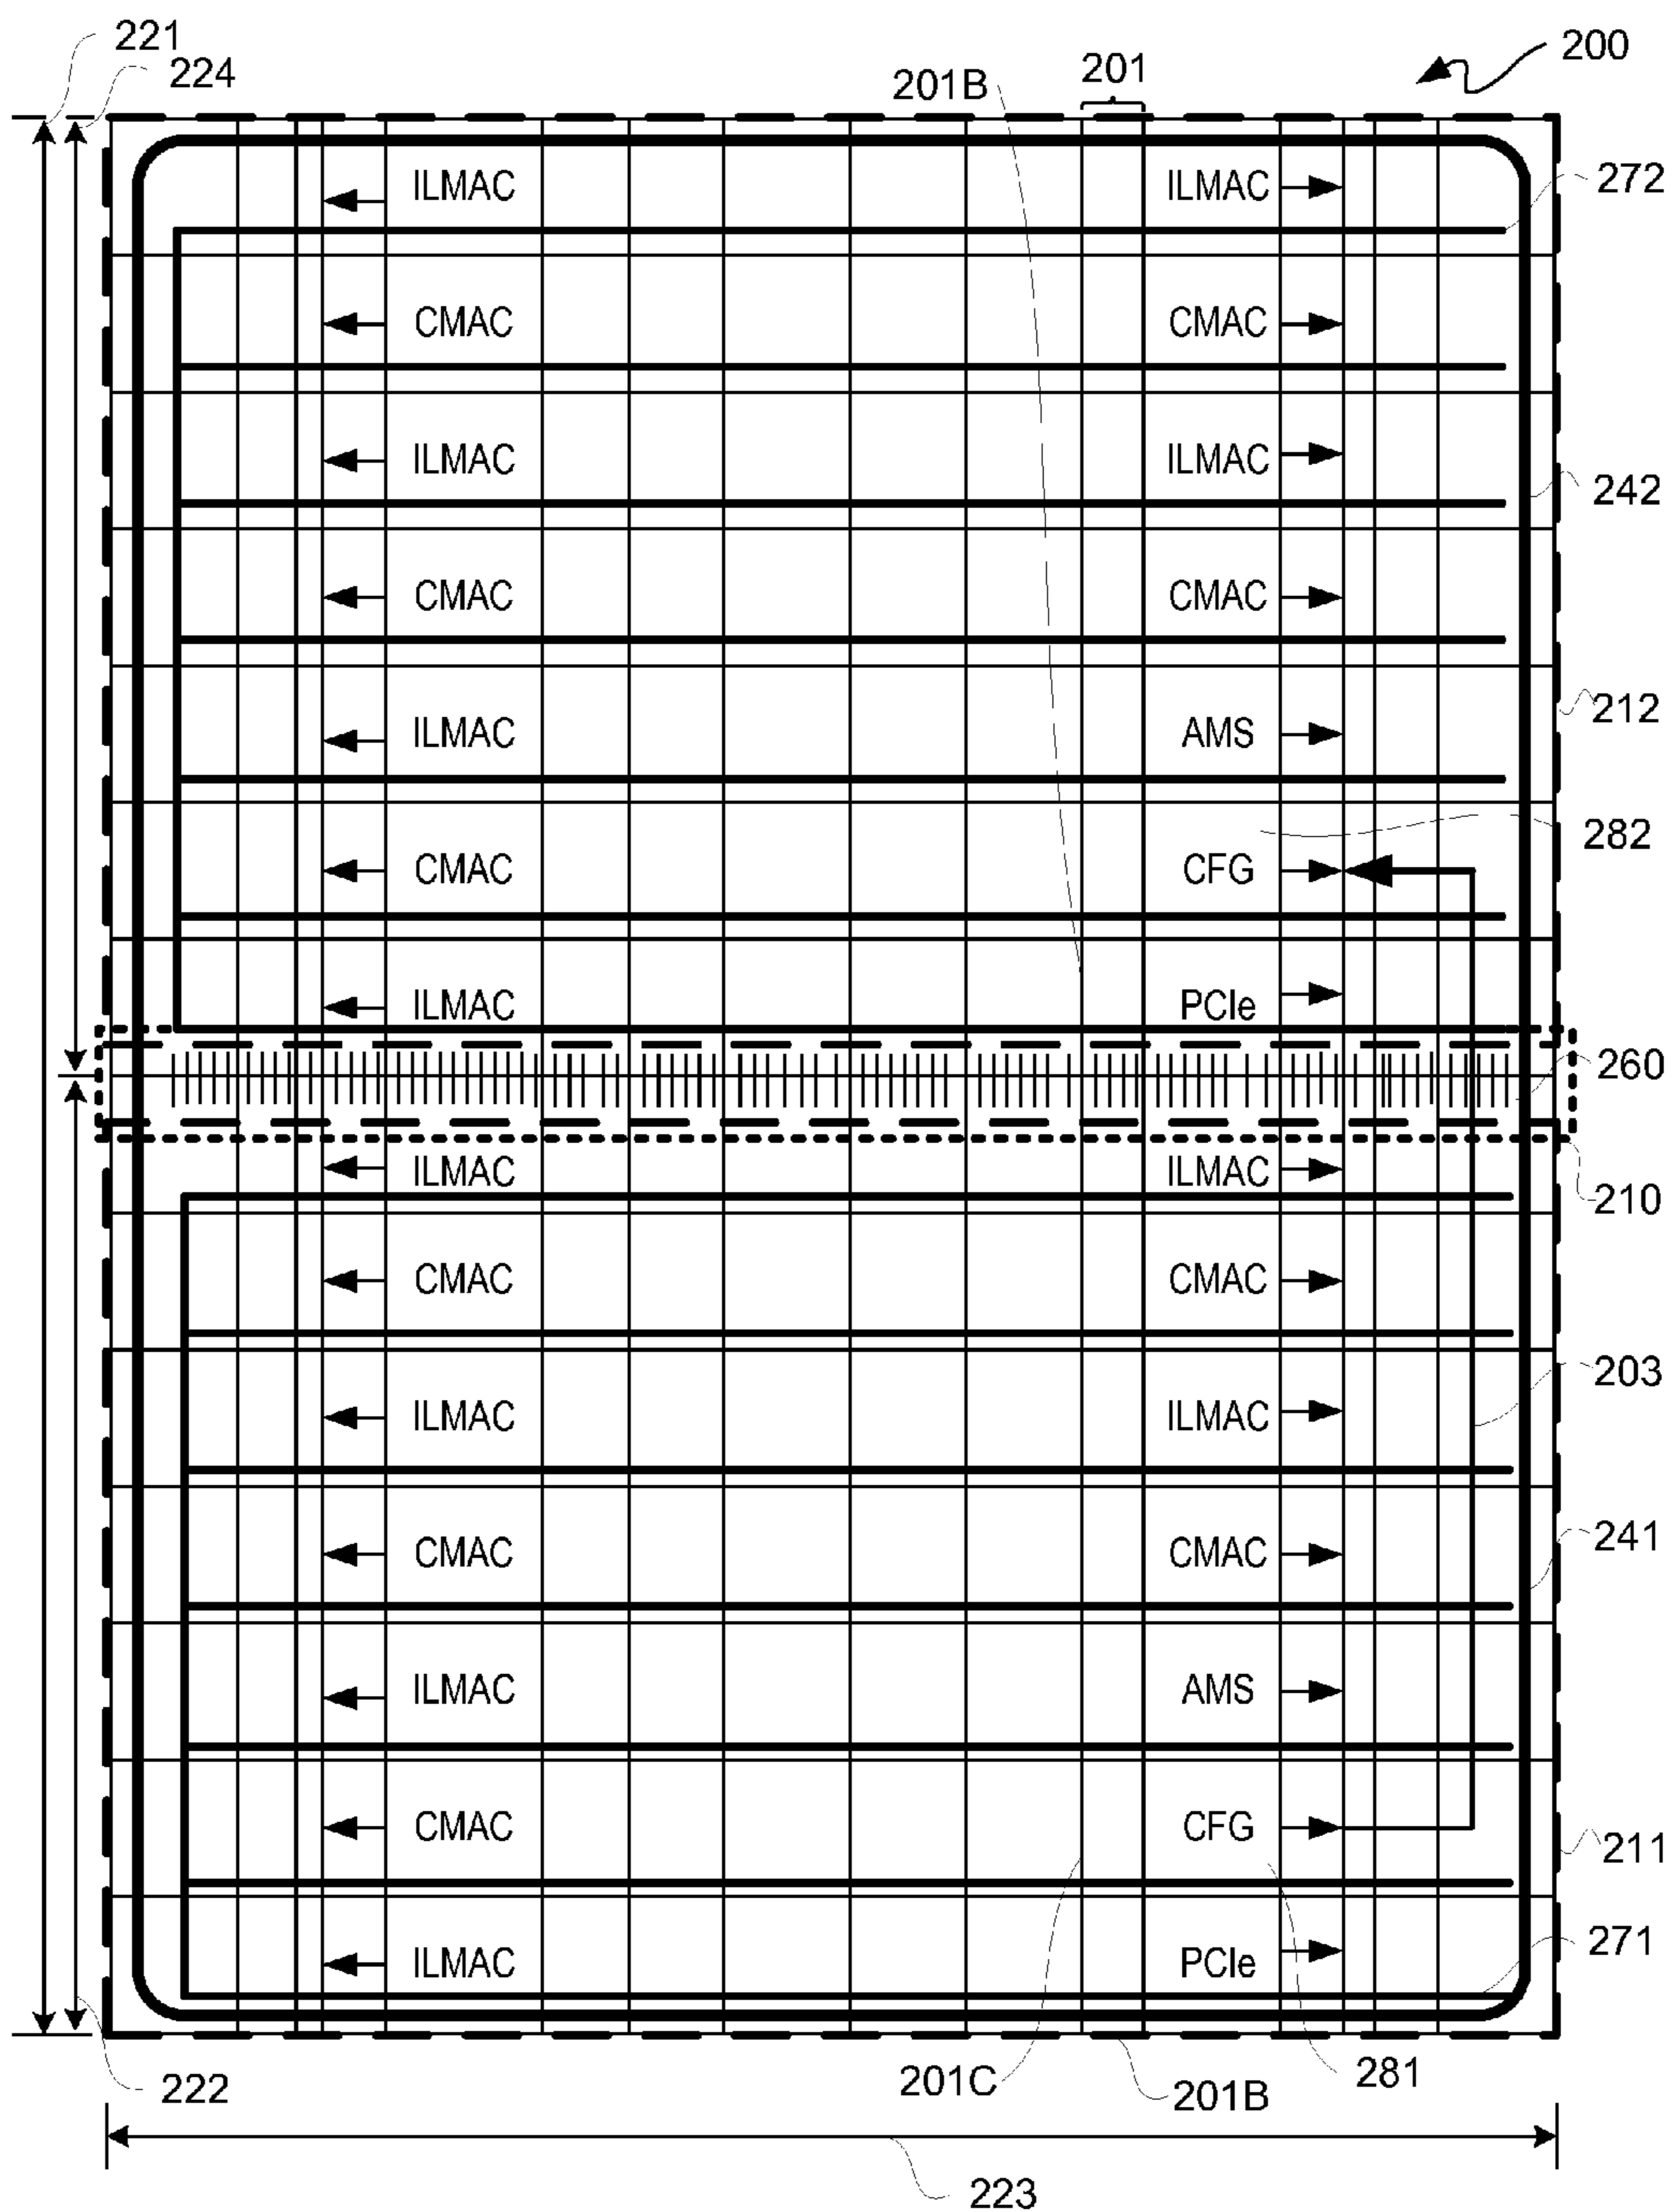 221
224
201B
201
200
ILMAC ILMAC
272
CMAC CMAC
ILMAC ILMAC
242
CMAC CMAC
212
ILMAC AMS
282
CMAC CFG
ILMAC PCIe
260
ILMAC ILMAC
210
CMAC CMAC
203
ILMAC ILMAC
241
CMAC CMAC
ILMAC AMS
CMAC CFG
211
271
ILMAC PCIe
222
201C
201B
281
223